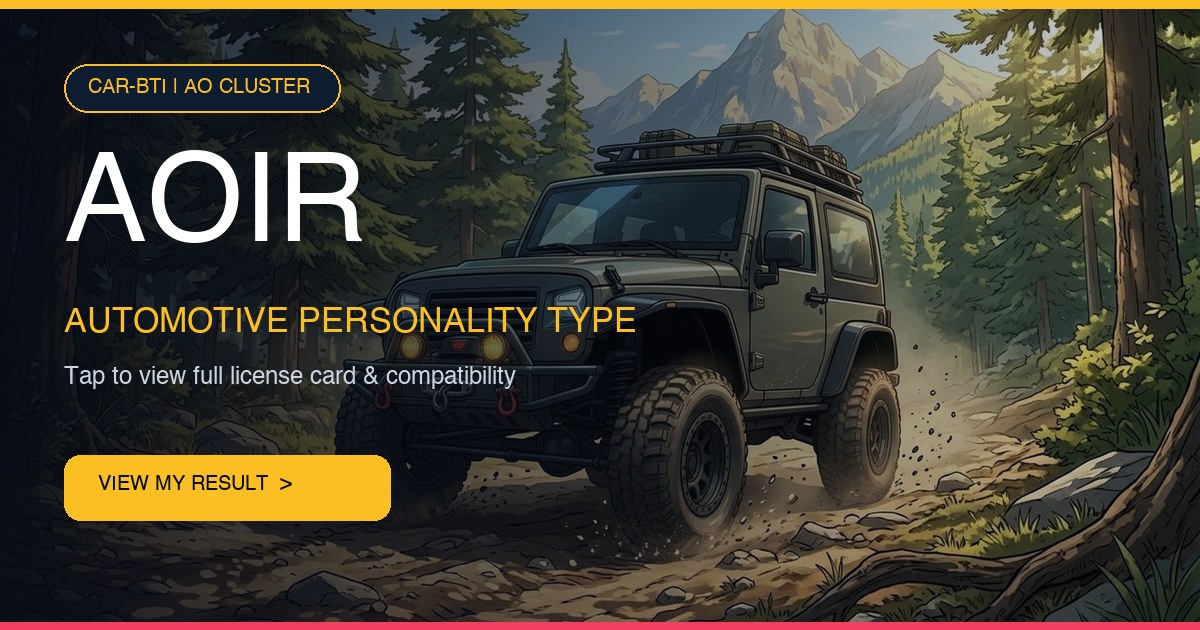 CAR-BTI | AO CLUSTER
AOIR
AUTOMOTIVE PERSONALITY TYPE
Tap to view full license card & compatibility
VIEW MY RESULT >